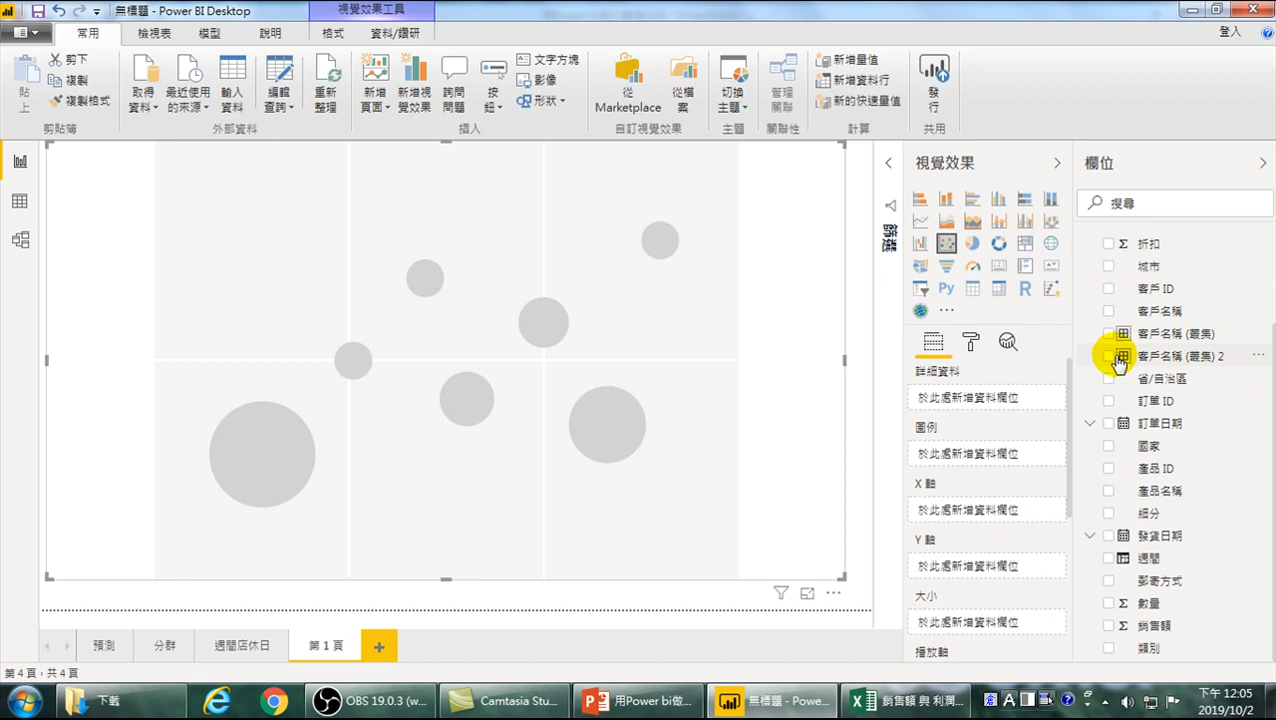 無標題 - Power BI Desktop
視覺效果工具
常用
檢視表
模型
說明
格式
資料/鑽研
登入
貼上
剪下
複製
複製格式
取得資料
最近使用的來源
輸入資料
編輯查詢
重新整理
新增頁面
新增視覺效果
詢問問題
按鈕
文字方塊
影像
形狀
從 Marketplace
從檔案
切換主題
管理關聯
新增量值
新增資料行
新的快速量值
發行
剪貼簿
外部資料
插入
自訂視覺效果
主題
關聯性
計算
共用
篩選
視覺效果
Py
R
詳細資料
於此處新增資料欄位
圖例
於此處新增資料欄位
X 軸
於此處新增資料欄位
Y 軸
於此處新增資料欄位
大小
於此處新增資料欄位
播放軸
欄位
搜尋
Σ 折扣
城市
客戶 ID
客戶名稱
客戶名稱 (叢集)
客戶名稱 (叢集) 2
省/自治區
訂單 ID
訂單日期
國家
產品 ID
產品名稱
細分
發貨日期
週間
郵寄方式
Σ 數量
Σ 銷售額
類別
預測
分群
週間店休日
第 1 頁
第 4 頁，共 4 頁
下載
OBS 19.0.3 (w...
Camtasia Stu...
用Power bi做...
無標題 - Powe...
銷售額 與 利潤...
下午 12:05
2019/10/2